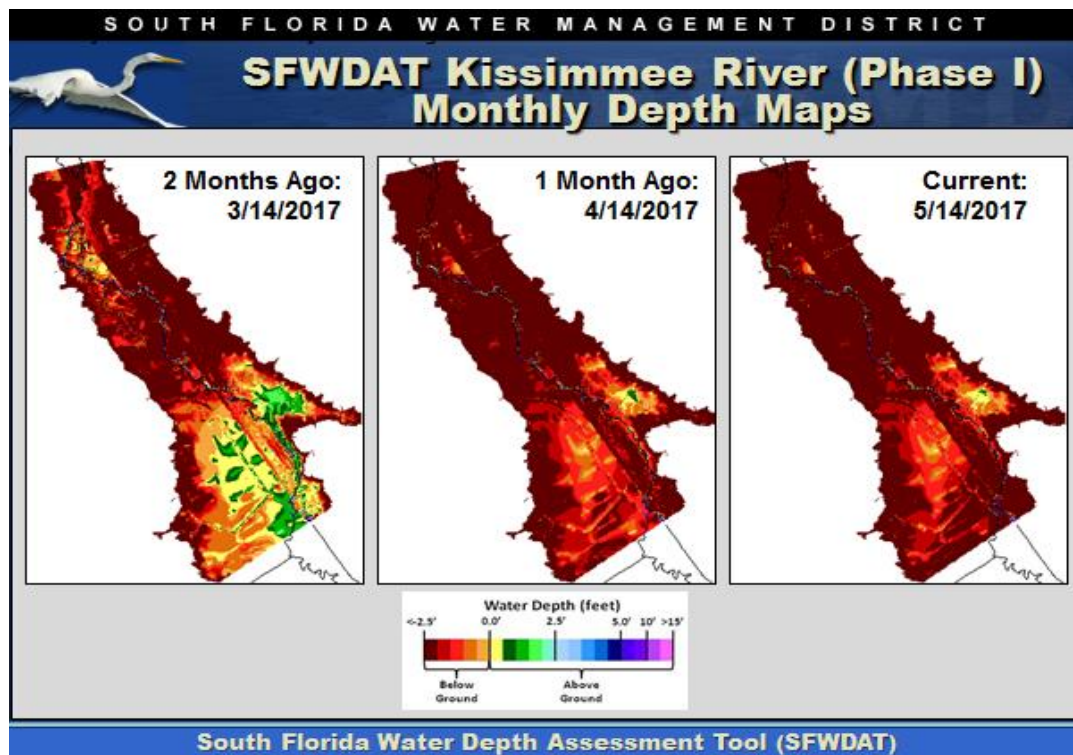 SOUTH FLORIDA WATER MANAGEMENT DISTRICT
SFWDAT Kissimmee River (Phase I)
Monthly Depth Maps
2 Months Ago:
3/14/2017
1 Month Ago:
4/14/2017
Current:
5/14/2017
Water Depth (feet)
<-2.5' 0.0' 2.5' 5.0' 10' >15'
Below Ground
Above Ground
South Florida Water Depth Assessment Tool (SFWDAT)